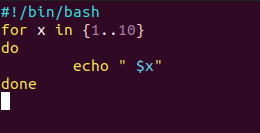 #!/bin/bash
for x in {1..10}
do
        echo " $x"
done